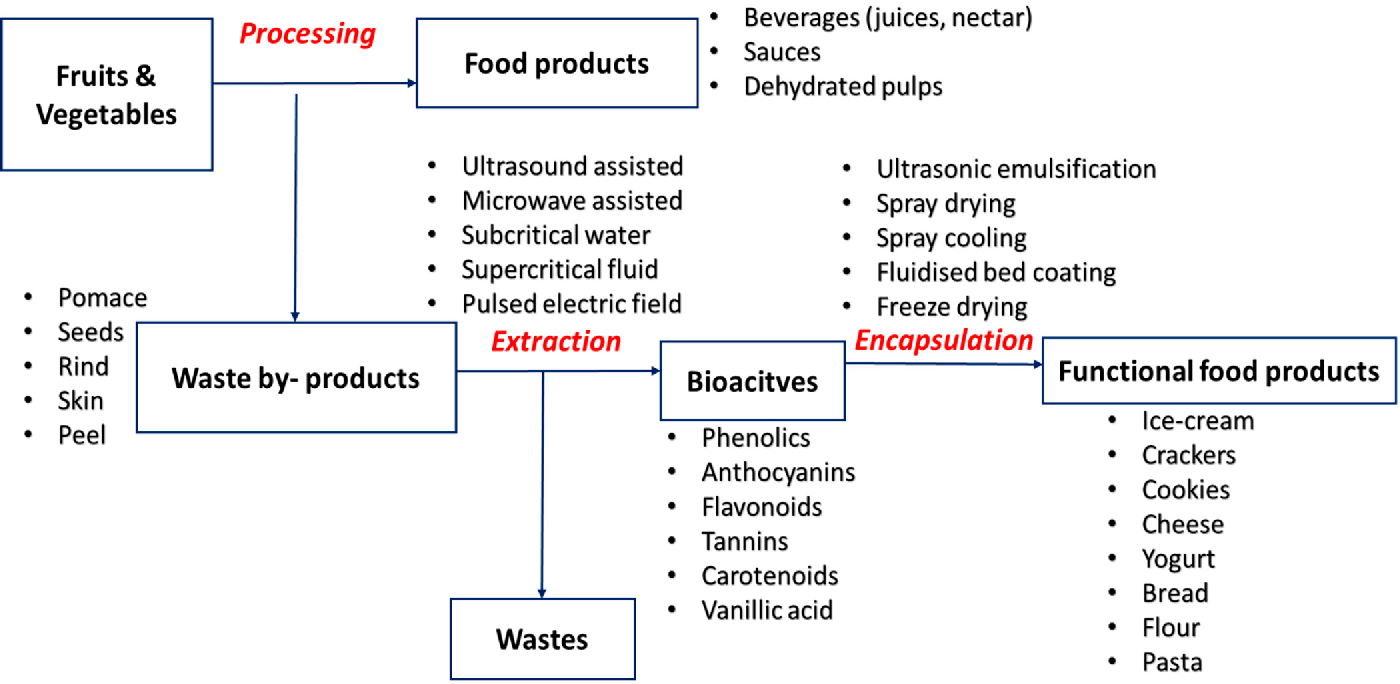 Processing
Fruits &
Vegetables
Food products
• Beverages (juices, nectar)
• Sauces
• Dehydrated pulps
• Ultrasound assisted
• Microwave assisted
• Subcritical water
• Supercritical fluid
• Pulsed electric field
• Ultrasonic emulsification
• Spray drying
• Spray cooling
• Fluidised bed coating
• Freeze drying
• Pomace
• Seeds
• Rind
• Skin
• Peel
Waste by- products
Extraction
Bioacitves
Encapsulation
Functional food products
• Phenolics
• Anthocyanins
• Flavonoids
• Tannins
• Carotenoids
• Vanillic acid
• Ice-cream
• Crackers
• Cookies
• Cheese
• Yogurt
• Bread
• Flour
• Pasta
Wastes